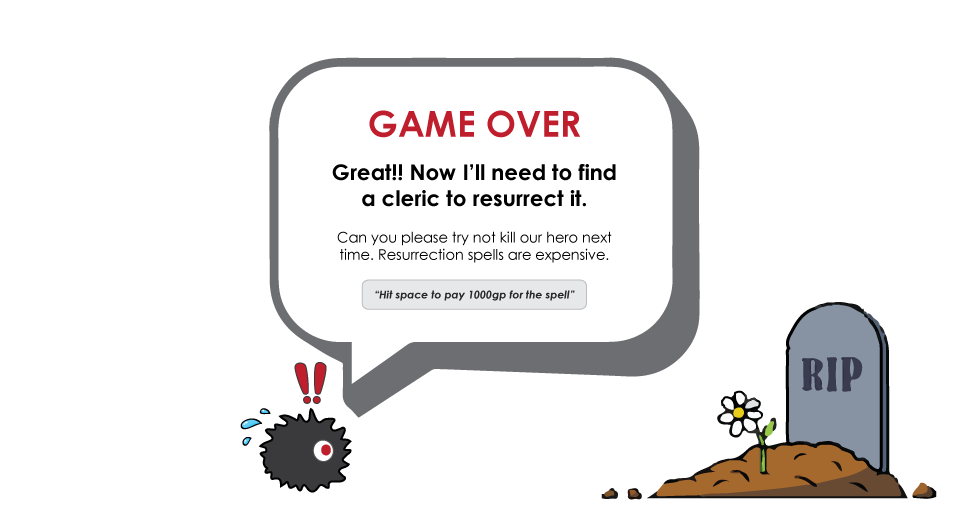 GAME OVER
Great!! Now I’ll need to find
a cleric to resurrect it.
Can you please try not kill our hero next
time. Resurrection spells are expensive.
“Hit space to pay 1000gp for the spell”
!!
RIP